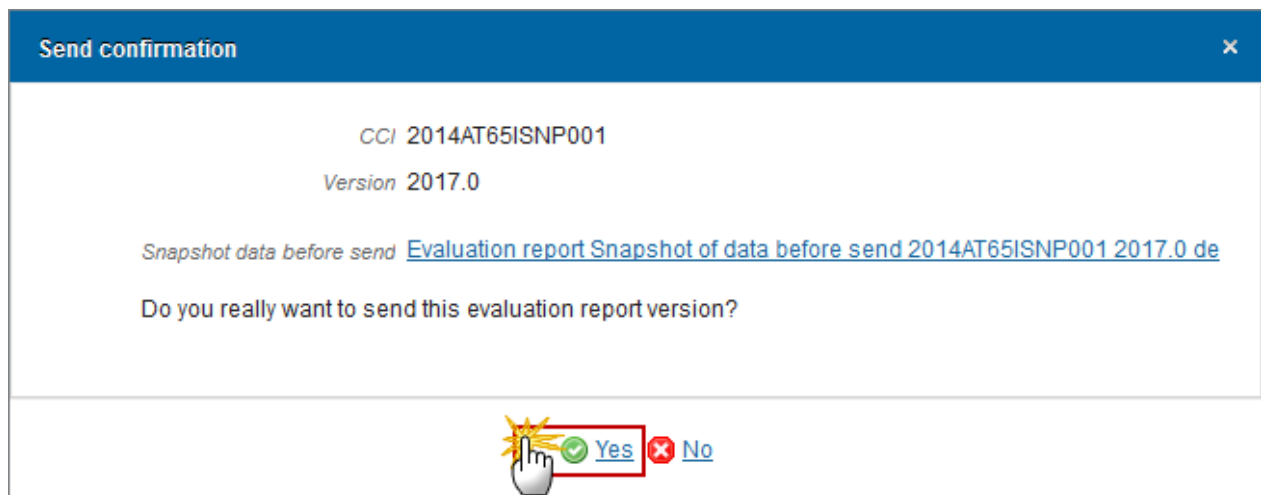 Send confirmation
CCI 2014AT65ISNP001
Version 2017.0
Snapshot data before send Evaluation report Snapshot of data before send 2014AT65ISNP001 2017.0 de
Do you really want to send this evaluation report version?
Yes No